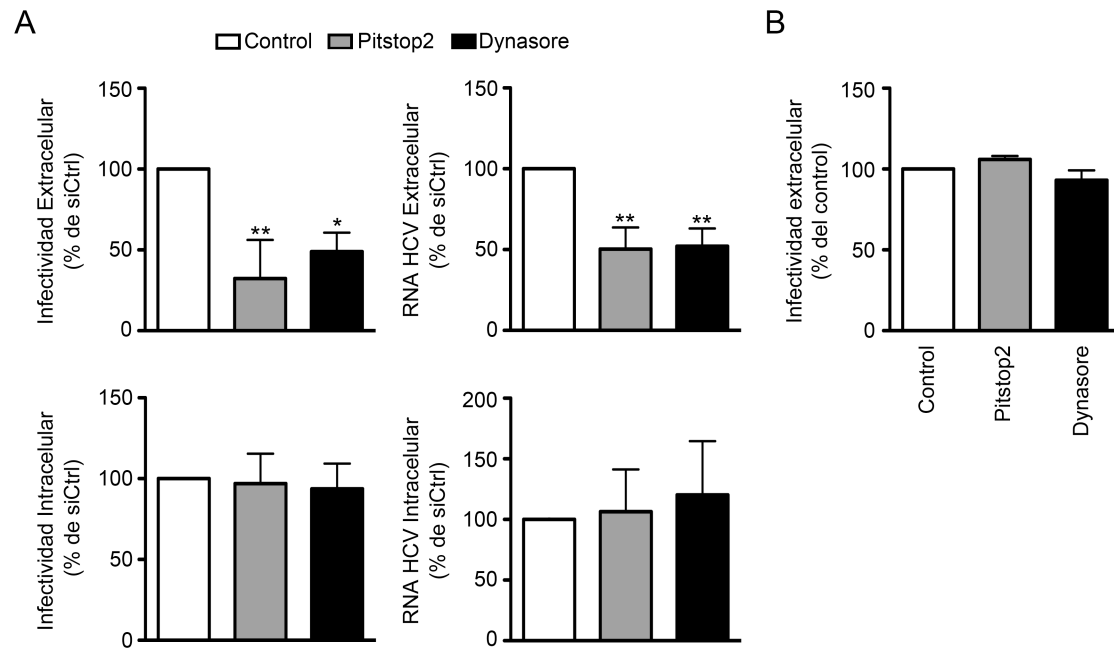 A
B
Control Pitstop2 Dynasore
Infectividad Extracelular
(% de siCtrl)
150
100
50
0
**
*
RNA HCV Extracelular
(% de siCtrl)
150
100
50
0
**
**
Infectividad extracelular
(% del control)
150
100
50
0
Control
Pitstop2
Dynasore
Infectividad Intracelular
(% de siCtrl)
150
100
50
0
RNA HCV Intracelular
(% de siCtrl)
200
150
100
50
0